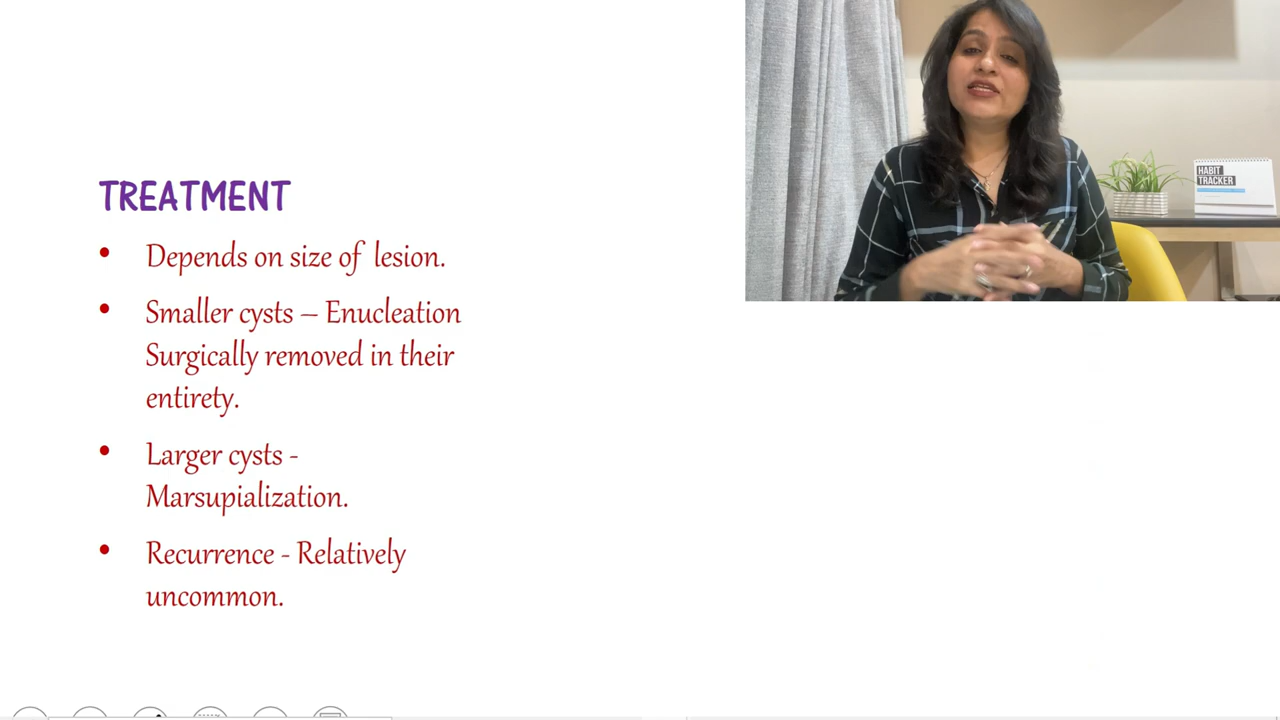 TREATMENT
• Depends on size of lesion.
• Smaller cysts – Enucleation
Surgically removed in their
entirety.
• Larger cysts -
Marsupialization.
• Recurrence - Relatively
uncommon.
HABIT
TRACKER